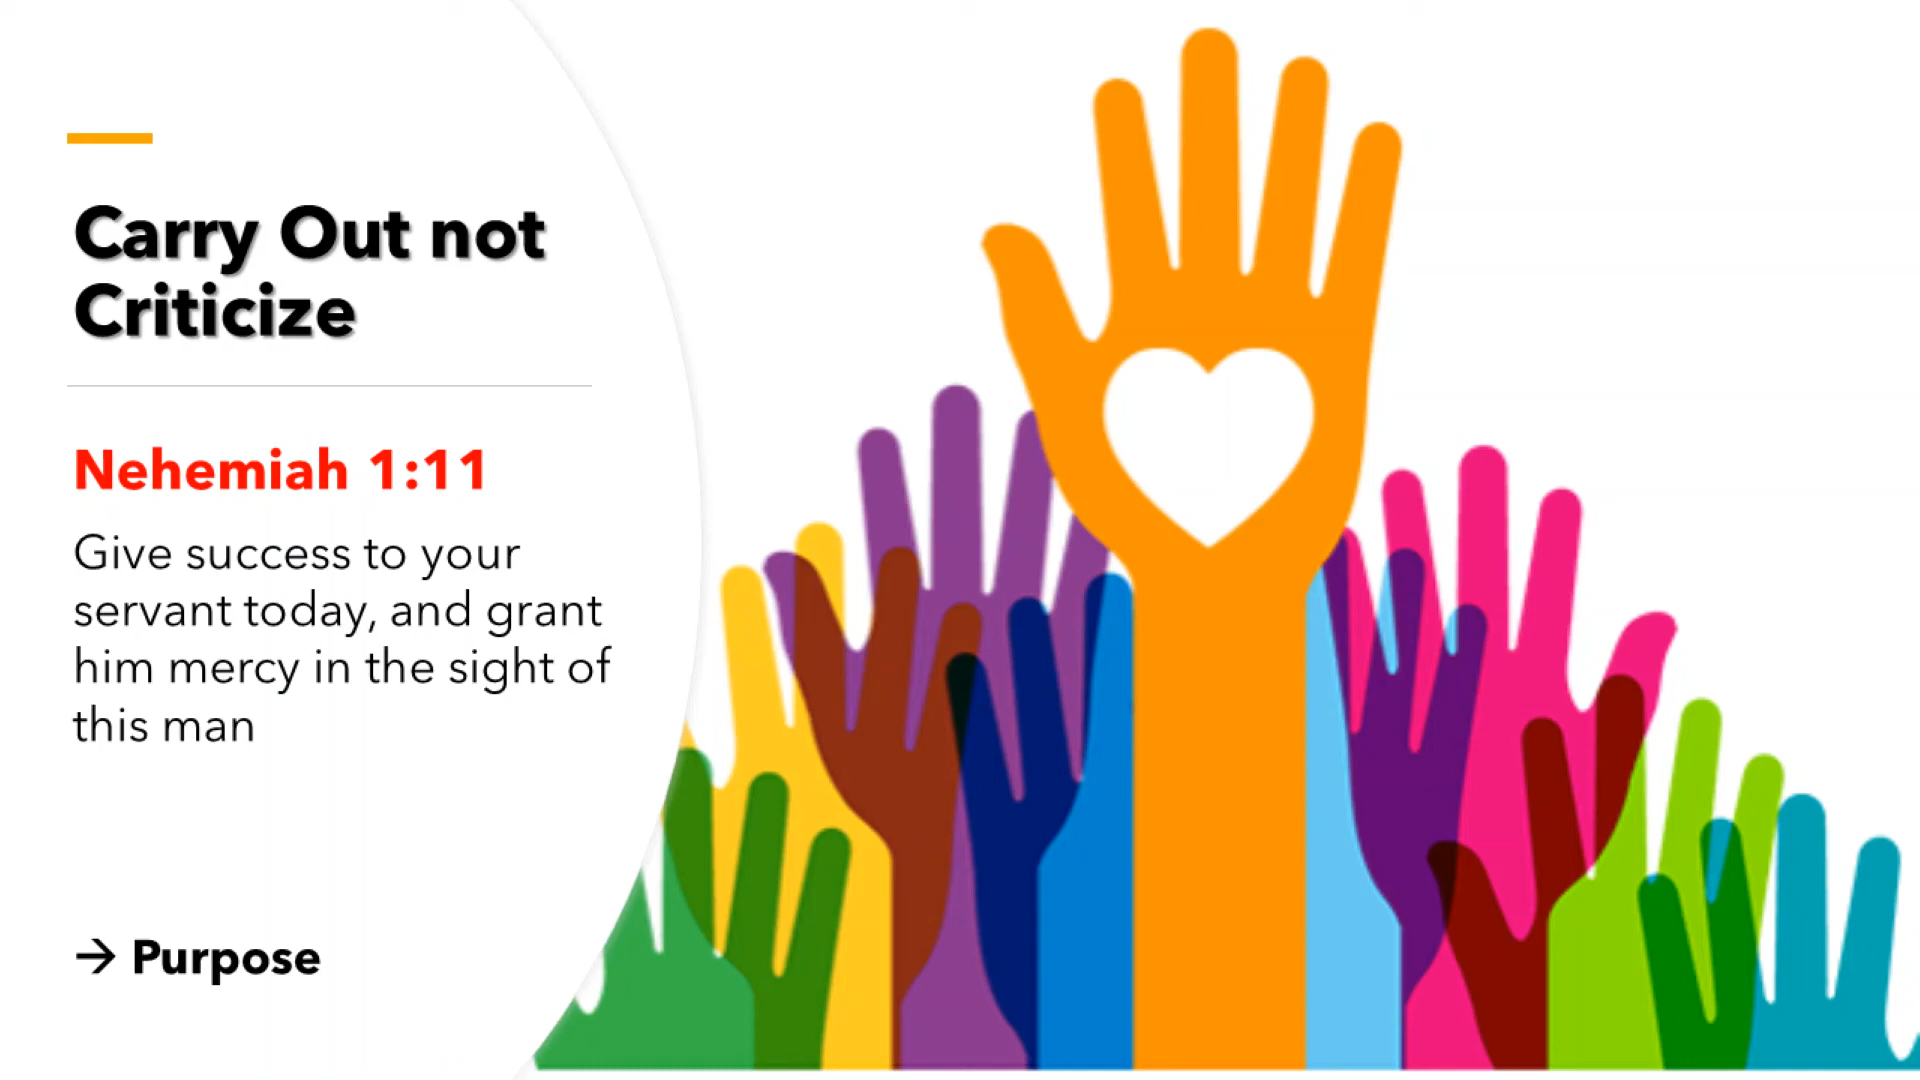 Carry Out not
Criticize
Nehemiah 1:11
Give success to your
servant today, and grant
him mercy in the sight of
this man
→ Purpose